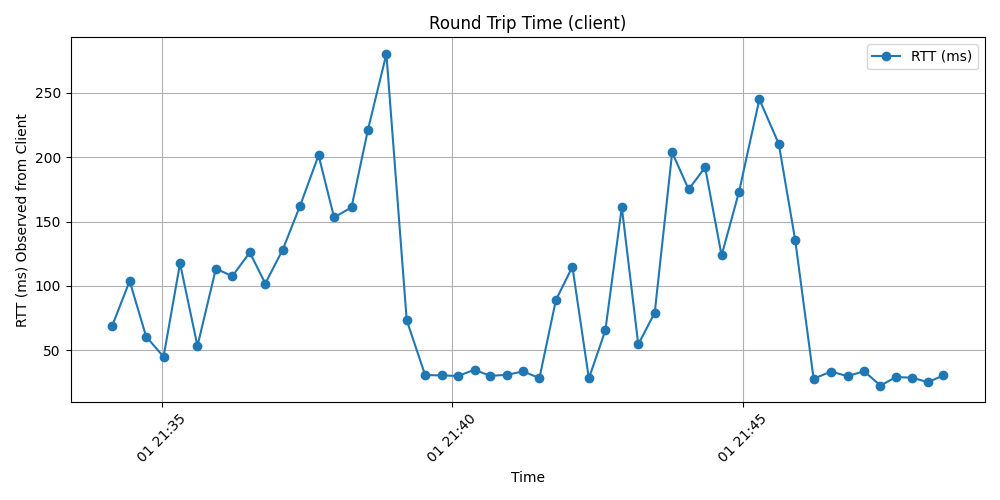 Round Trip Time (client)
RTT (ms)
RTT (ms) Observed from Client
250
200
150
100
50
01 21:35
01 21:40
01 21:45
Time